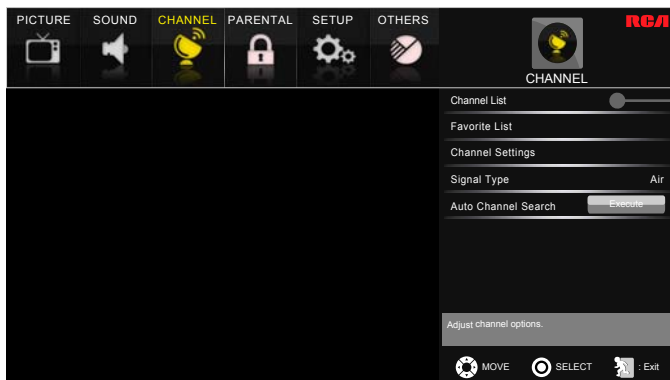 PICTURE SOUND CHANNEL PARENTAL SETUP OTHERS
RCA
CHANNEL
Channel List
Favorite List
Channel Settings
Signal Type Air
Auto Channel Search Execute
Adjust channel options.
MOVE SELECT : Exit